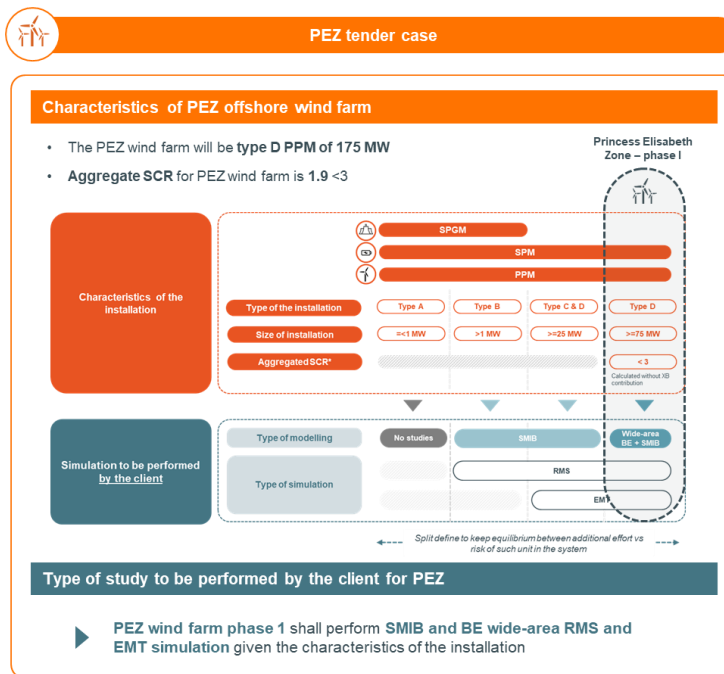 PEZ tender case
Characteristics of PEZ offshore wind farm
• The PEZ wind farm will be type D PPM of 175 MW
• Aggregate SCR for PEZ wind farm is 1.9 <3
Princess Elisabeth
Zone – phase I
Characteristics of the
installation
SPGM
SPM
PPM
Type of the installation
Type A
Type B
Type C & D
Type D
Size of installation
=<1 MW
>1 MW
>=25 MW
>=75 MW
Aggregated SCR*
< 3
Calculated without XB
contribution
Simulation to be performed
by the client
Type of modelling
No studies
SMIB
Wide-area
BE + SMIB
Type of simulation
RMS
EMT
Split define to keep equilibrium between additional effort vs
risk of such unit in the system
Type of study to be performed by the client for PEZ
PEZ wind farm phase 1 shall perform SMIB and BE wide-area RMS and
EMT simulation given the characteristics of the installation